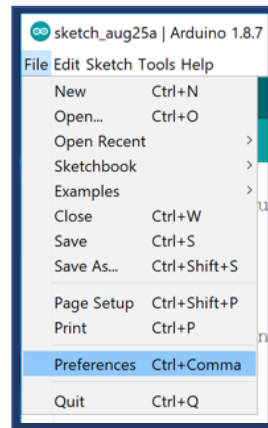 sketch_aug25a | Arduino 1.8.7
File Edit Sketch Tools Help
New Ctrl+N
Open... Ctrl+O
Open Recent >
Sketchbook >
Examples >
Close Ctrl+W
Save Ctrl+S
Save As... Ctrl+Shift+S
Page Setup Ctrl+Shift+P
Print Ctrl+P
Preferences Ctrl+Comma
Quit Ctrl+Q